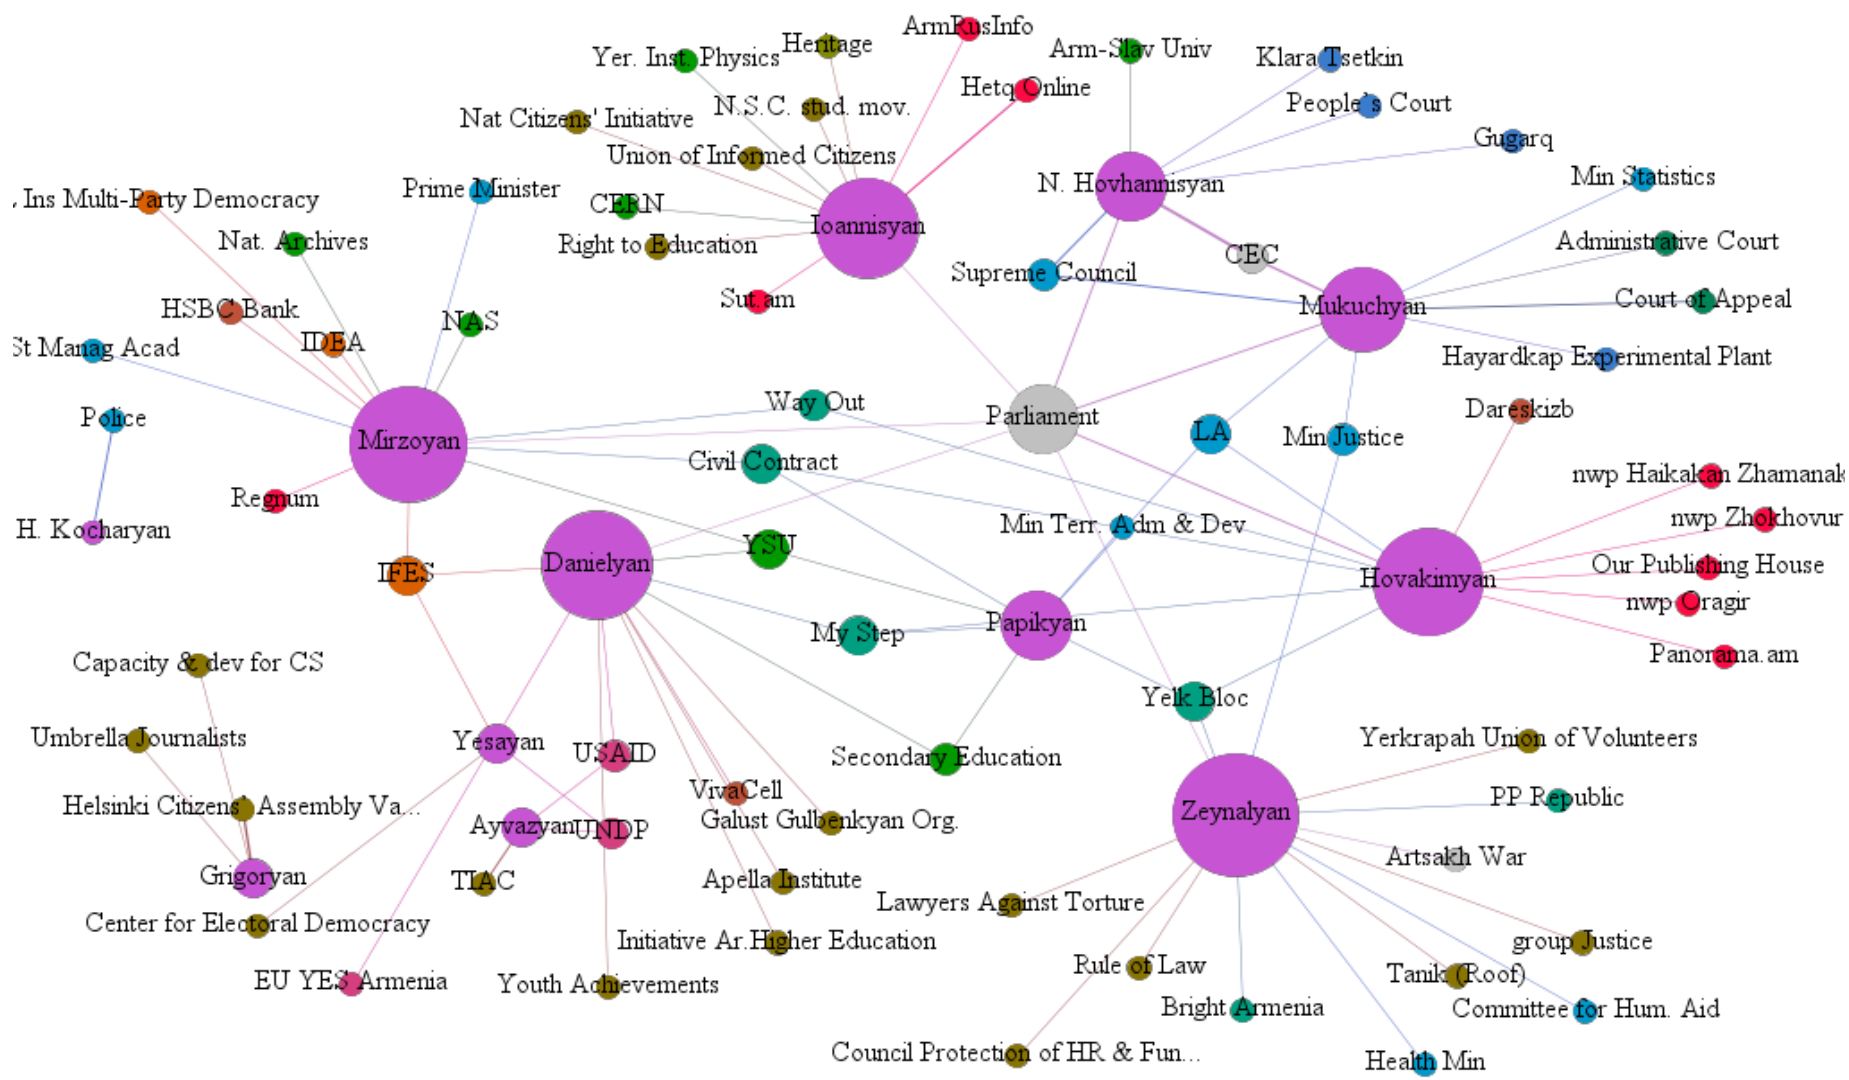 ArmRusInfo
Heritage
Yer. Inst. Physics
Arm-Slav Univ
Klara Tsetkin
Hetq Online
People's Court
N.S.C. stud. mov.
Nat Citizens' Initiative
Gugarq
Union of Informed Citizens
Min Statistics
N. Hovhannisyan
Prime Minister
, Ins Multi-Party Democracy
CERN
Ioannisyan
Nat. Archives
Right to Education
Administrative Court
CEC
Supreme Council
Sut.am
Court of Appeal
Mukuchyan
HSBC Bank
NAS
IDEA
St Manag Acad
Hayardkap Experimental Plant
Way Out
Dareskizb
Parliament
Police
LA
Min Justice
Mirzoyan
Civil Contract
nwp Haikakan Zhamanak
Regnum
nwp Zhokhovur
Min Terr. Adm & Dev
H. Kocharyan
YSU
Danielyan
Our Publishing House
IFES
Hovakimyan
nwp Oragir
Papikyan
My Step
Panorama.am
Capacity & dev for CS
Yelk Bloc
Umbrella Journalists
Yesayan
USAID
Yerkrapah Union of Volunteers
Secondary Education
VivaCell
PP Republic
Helsinki Citizens' Assembly Va...
Zeynalyan
Galust Gulbenkyan Org.
Ayvazyan
UNDP
Artsakh War
Grigoryan
TIAC
Apella Institute
Lawyers Against Torture
Center for Electoral Democracy
Initiative Ar.Higher Education
group Justice
Rule of Law
Tanik (Roof)
EU YES Armenia
Youth Achievements
Bright Armenia
Committee for Hum. Aid
Council Protection of HR & Fun...
Health Min